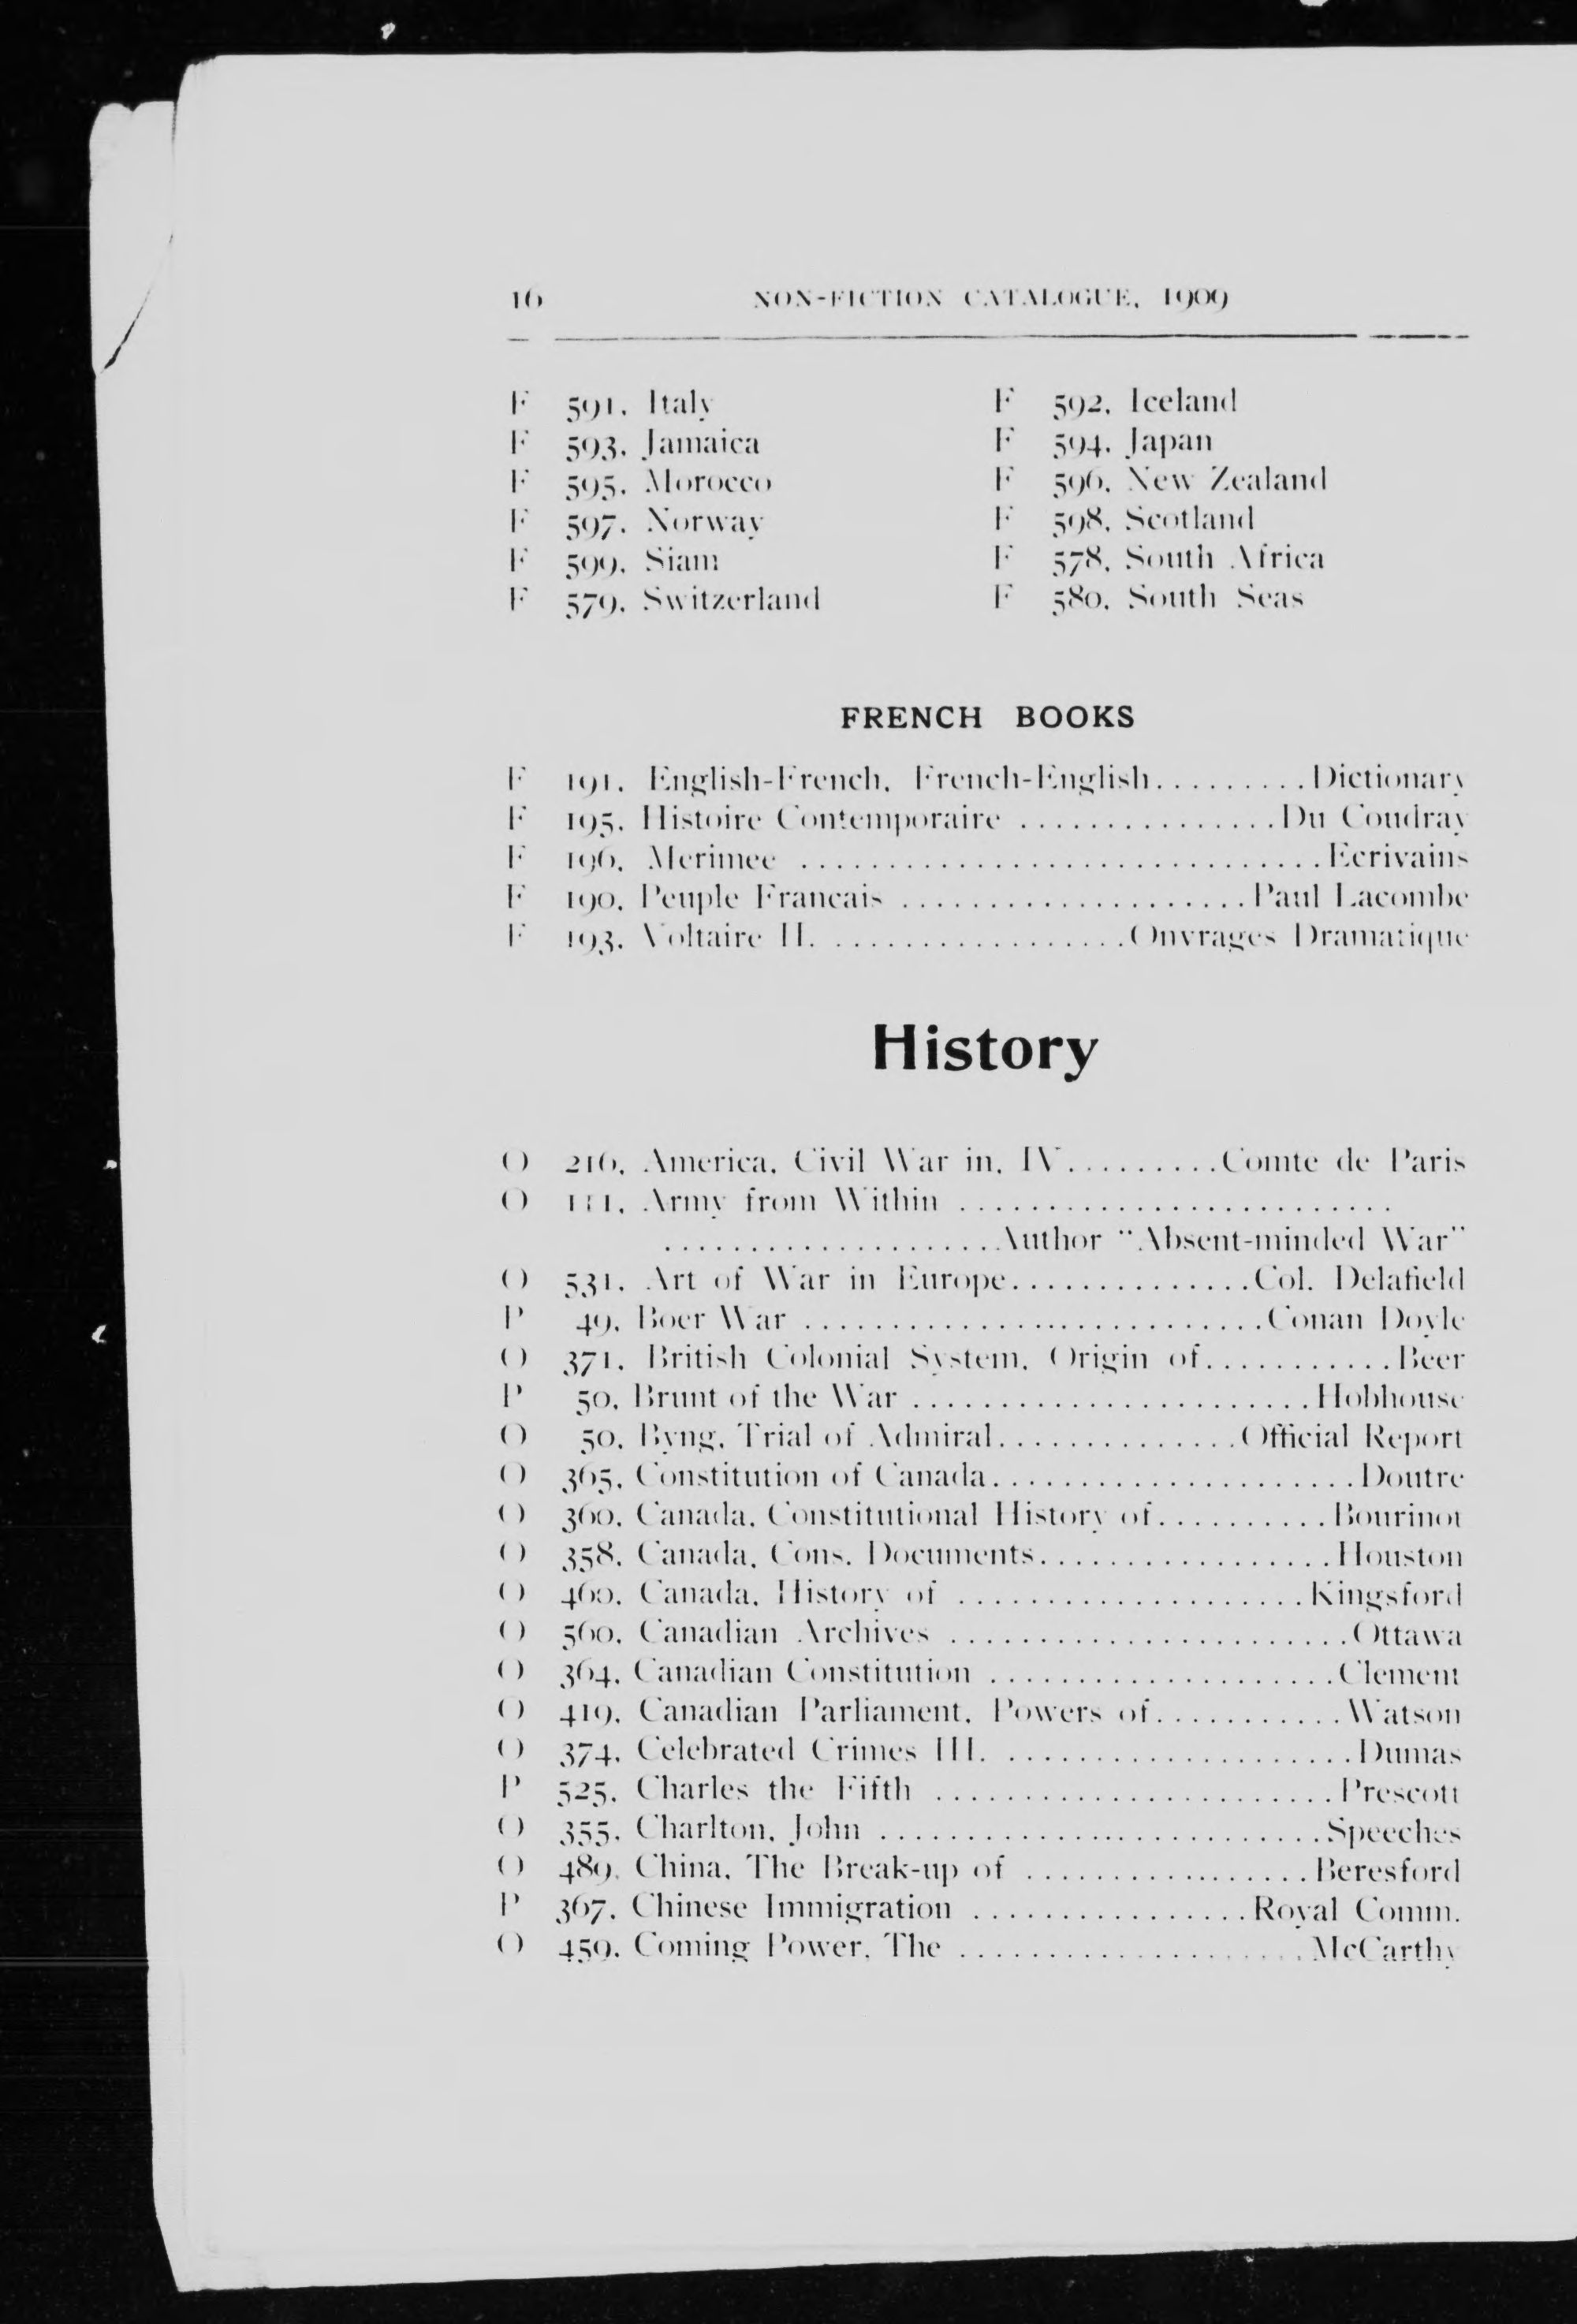 16 NON-FICTION CATALOGUE, 1909
F 591, Italy F 592, Iceland
F 593, Jamaica F 594, Japan
F 595, Morocco F 596, New Zealand
F 597, Norway F 598, Scotland
F 599, Siam F 578, South Africa
F 579, Switzerland F 580, South Seas
FRENCH BOOKS
F 191, English-French, French-English.........Dictionary
F 195, Histoire Contemporaire ...............Du Coudray
F 196, Merimee ..............................Ecrivains
F 190, Peuple Francais ....................Paul Lacombe
F 193, Voltaire II. .................Onvrages Dramatique
History
O 216, America, Civil War in, IV.........Comte de Paris
O 111, Army from Within .........................
...................Author "Absent-minded War"
O 531, Art of War in Europe..............Col. Delafield
P 49, Boer War ...........................Conan Doyle
O 371, British Colonial System, Origin of...........Beer
P 50, Brunt of the War .......................Hobhouse
O 50, Byng, Trial of Admiral..............Official Report
O 365, Constitution of Canada.....................Doutre
O 360, Canada, Constitutional History of..........Bourinot
O 358, Canada, Cons. Documents.................Houston
O 460, Canada, History of ....................Kingsford
O 560, Canadian Archives .......................Ottawa
O 364, Canadian Constitution ....................Clement
O 419, Canadian Parliament, Powers of...........Watson
O 374, Celebrated Crimes III. ....................Dumas
P 525, Charles the Fifth .......................Prescott
O 355, Charlton, John ..........................Speeches
O 489, China, The Break-up of .................Beresford
P 367, Chinese Immigration ................Royal Comm.
O 459, Coming Power, The ....................McCarthy